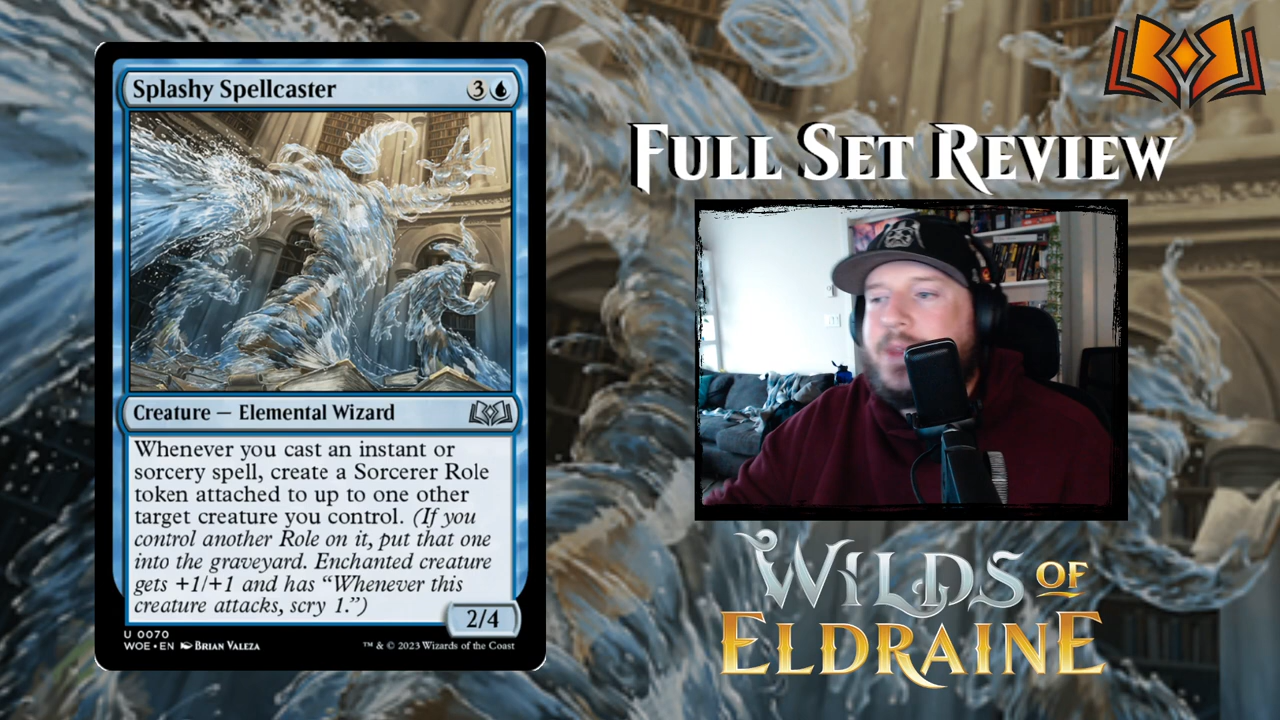 Splashy Spellcaster
3
Creature — Elemental Wizard
Whenever you cast an instant or
sorcery spell, create a Sorcerer Role
token attached to up to one other
target creature you control. (If you
control another Role on it, put that one
into the graveyard. Enchanted creature
gets +1/+1 and has “Whenever this
creature attacks, scry 1.”)
2/4
U 0070
WOE • EN BRIAN VALEZA
™ & © 2023 Wizards of the Coast
FULL SET REVIEW
WILDS OF
ELDRAINE